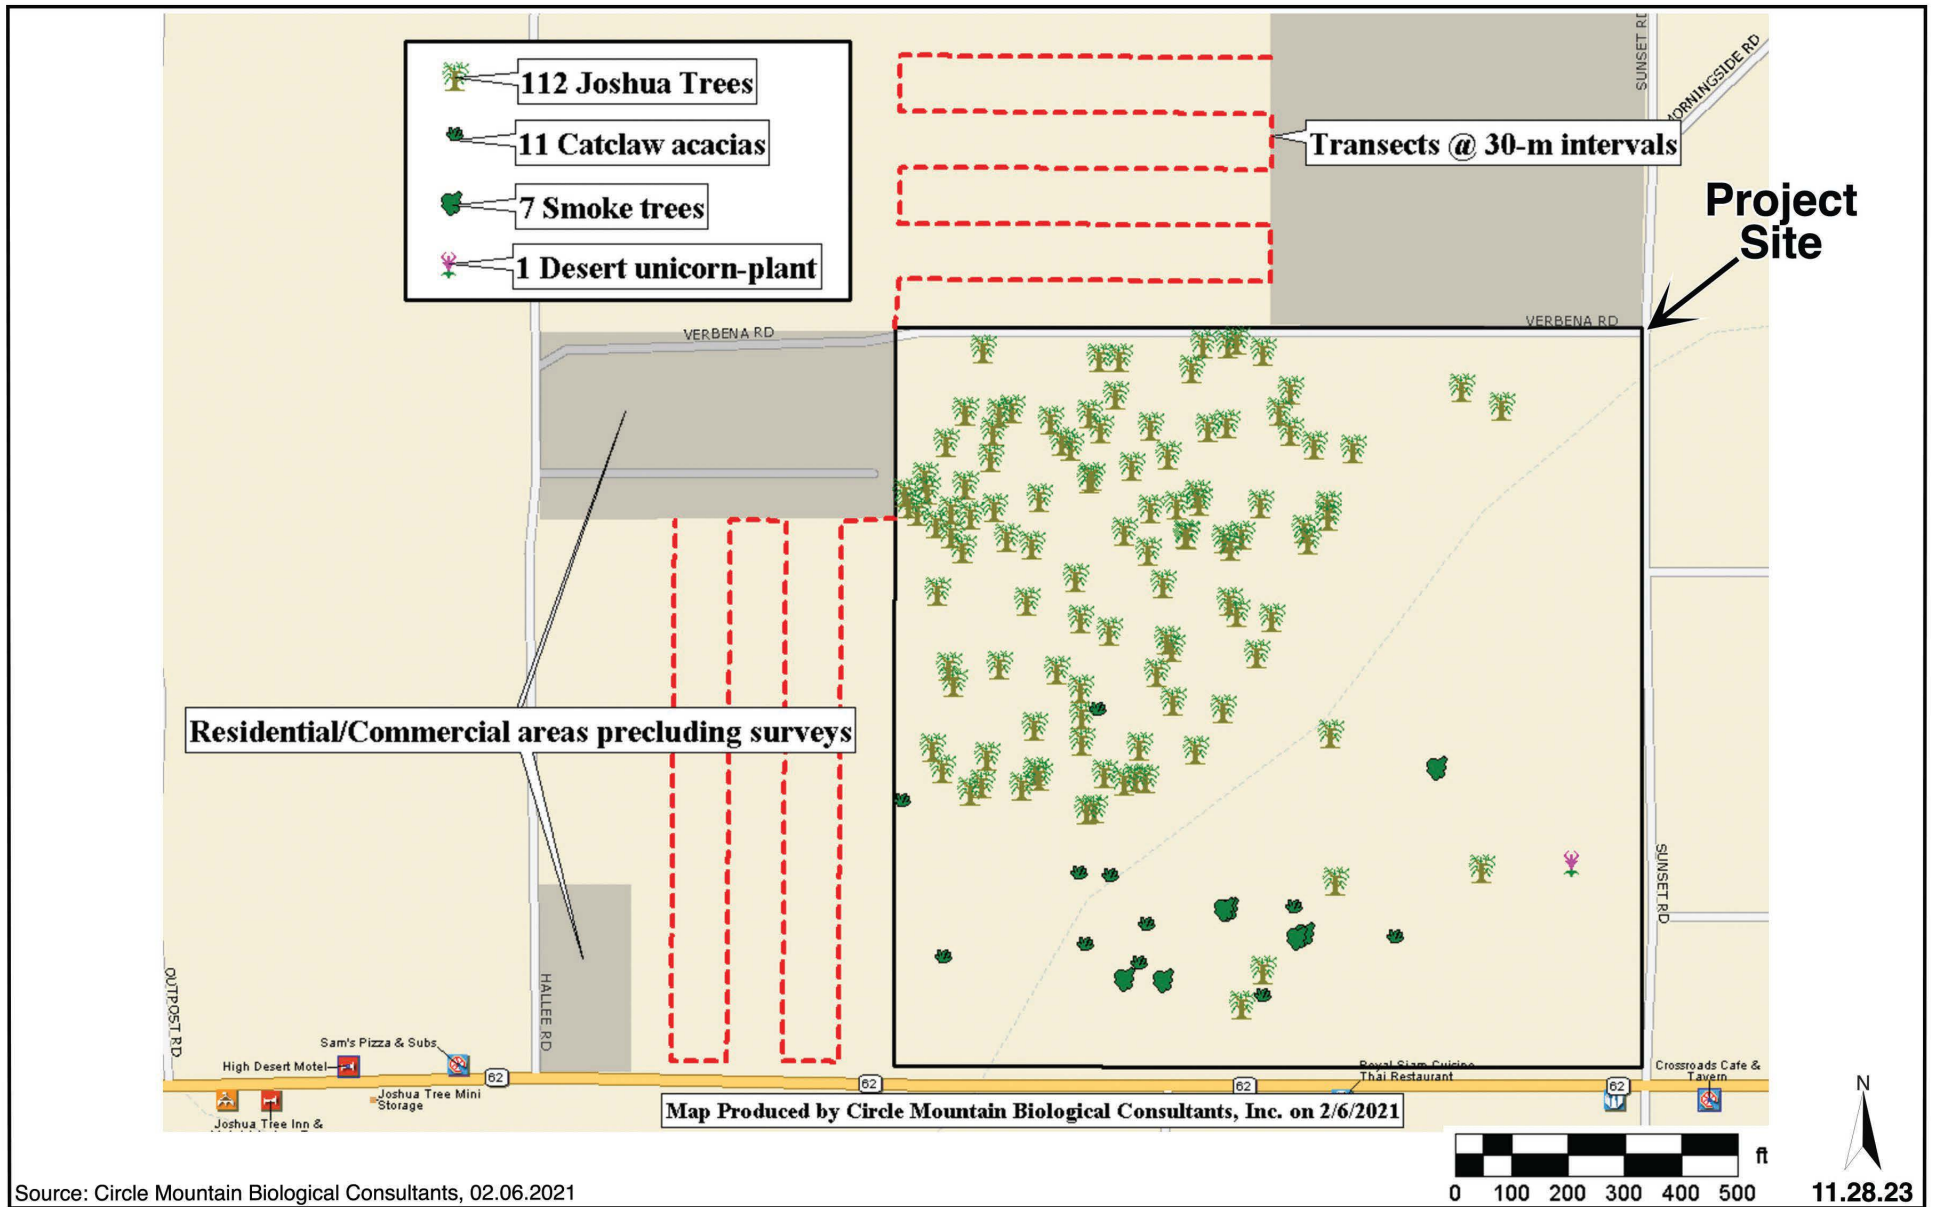 112 Joshua Trees
11 Catclaw acacias
7 Smoke trees
1 Desert unicorn-plant
Transects @ 30-m intervals
SUNSET RD
MORNINGSIDE RD
Project
Site
VERBENA RD
VERBENA RD
Residential/Commercial areas precluding surveys
SUNSET RD
OUTPOST RD
HALLEE RD
Sam's Pizza & Subs
High Desert Motel
62
62
62
62
Joshua Tree Mini
Storage
Joshua Tree Inn &
Royal Siam Cuisine
Thai Restaurant
Crossroads Cafe &
Tavern
Map Produced by Circle Mountain Biological Consultants, Inc. on 2/6/2021
N
ft
0 100 200 300 400 500
Source: Circle Mountain Biological Consultants, 02.06.2021
11.28.23